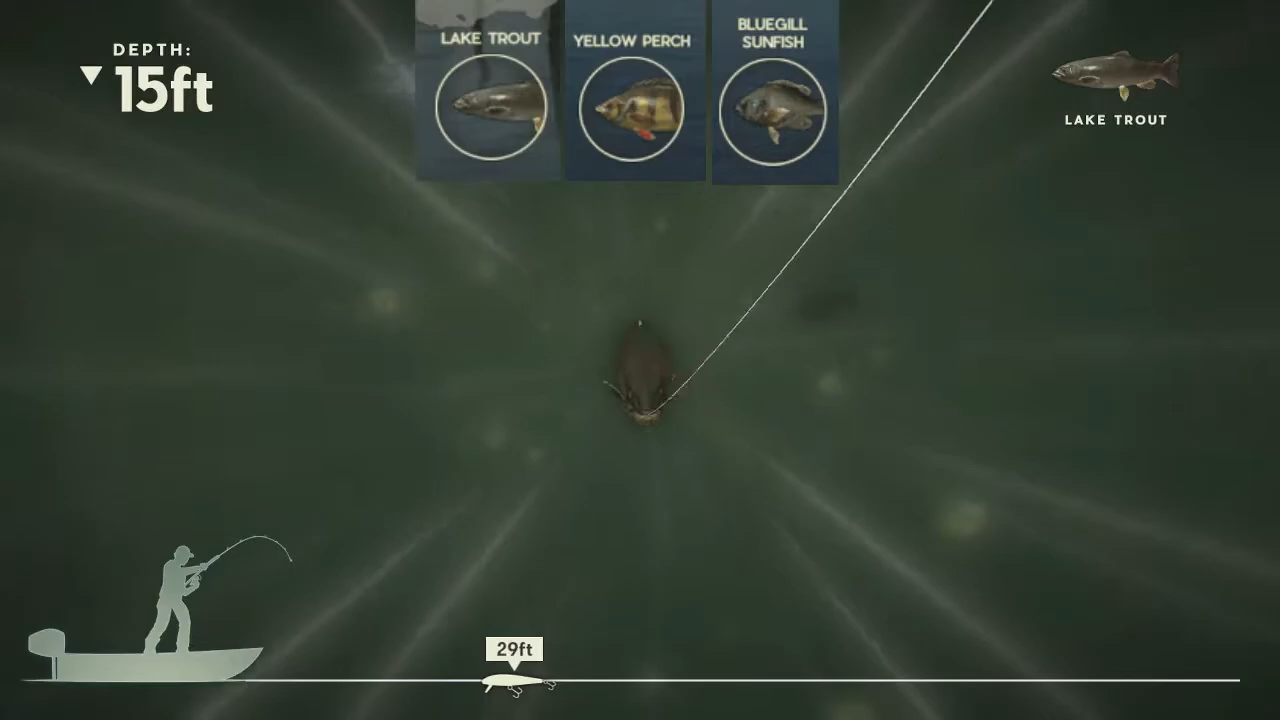 DEPTH:
15ft
LAKE TROUT
YELLOW PERCH
BLUEGILL
SUNFISH
LAKE TROUT
29ft